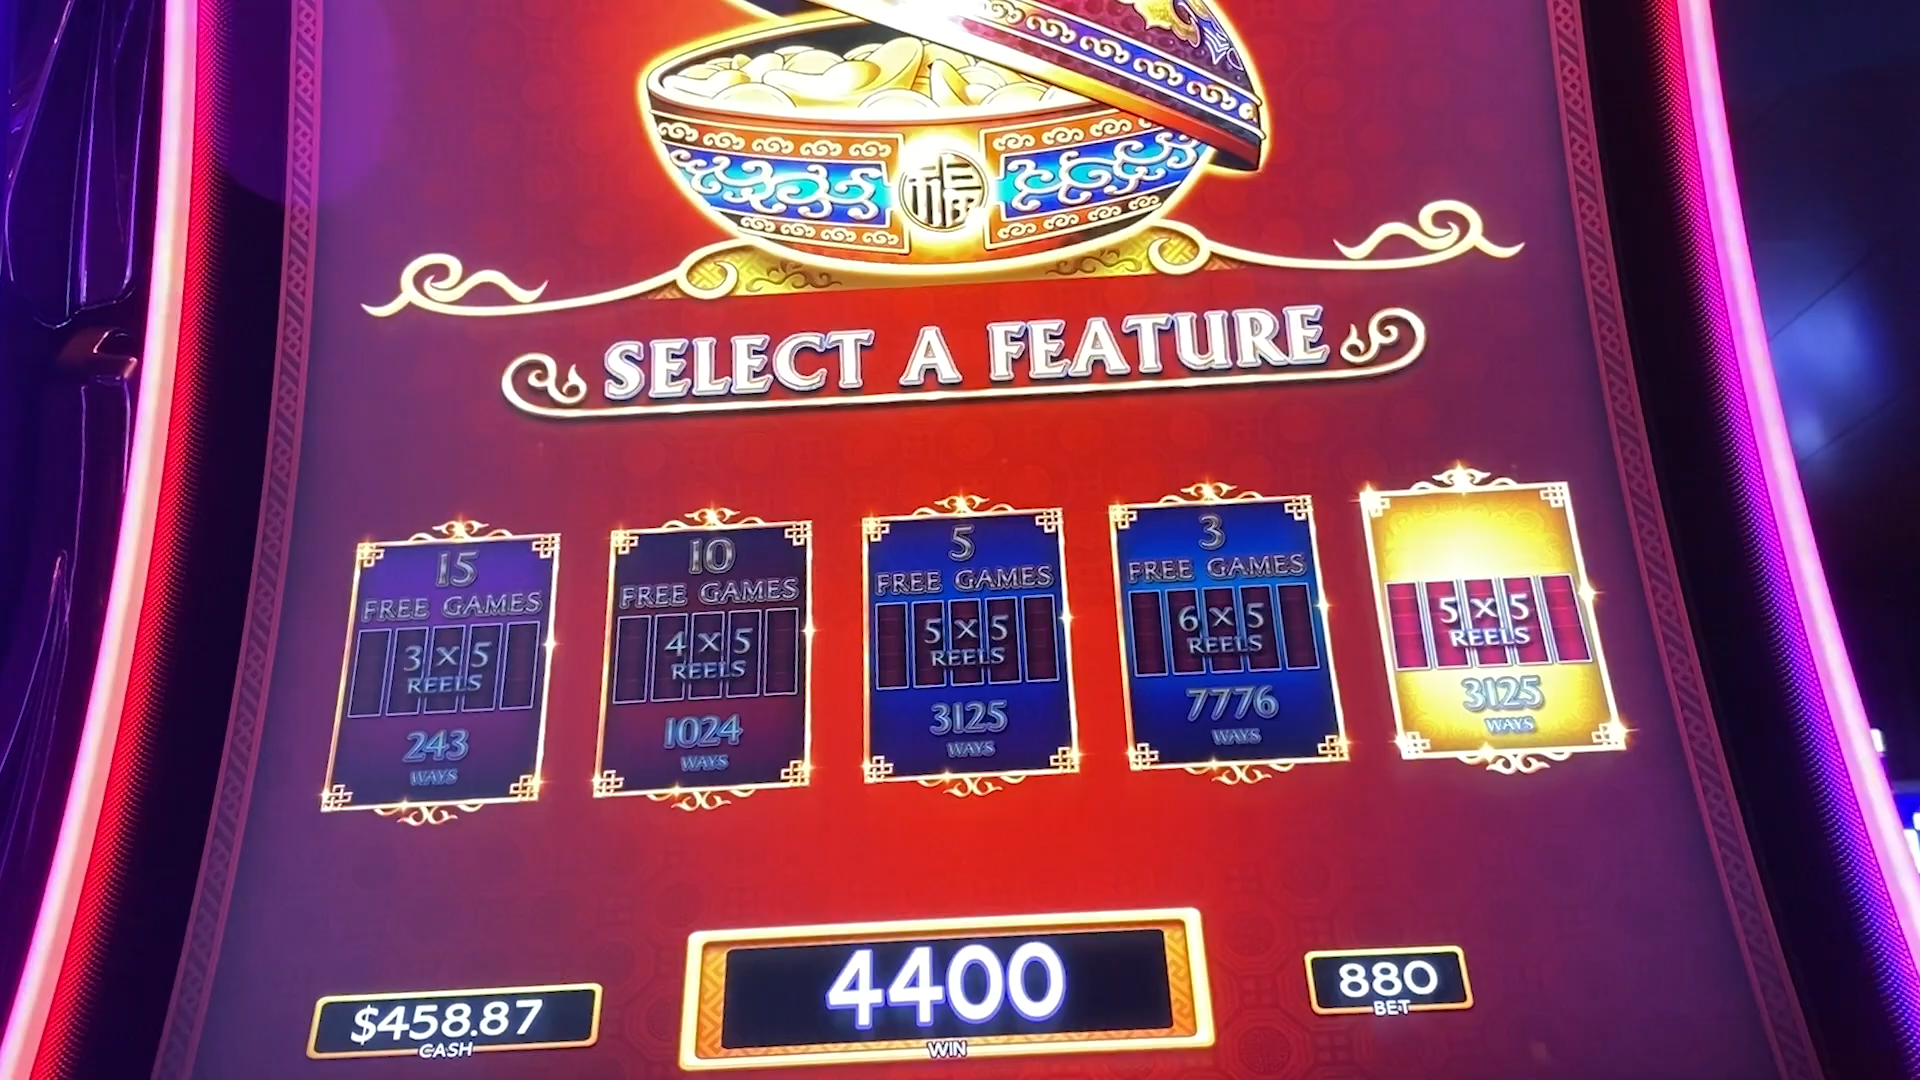 福
SELECT A FEATURE
15
FREE GAMES
3 X 5
REELS
243
WAYS
10
FREE GAMES
4 X 5
REELS
1024
WAYS
5
FREE GAMES
5 X 5
REELS
3125
WAYS
3
FREE GAMES
6 X 5
REELS
7776
WAYS
5 X 5
REELS
3125
WAYS
$458.87
CASH
4400
WIN
880
BET